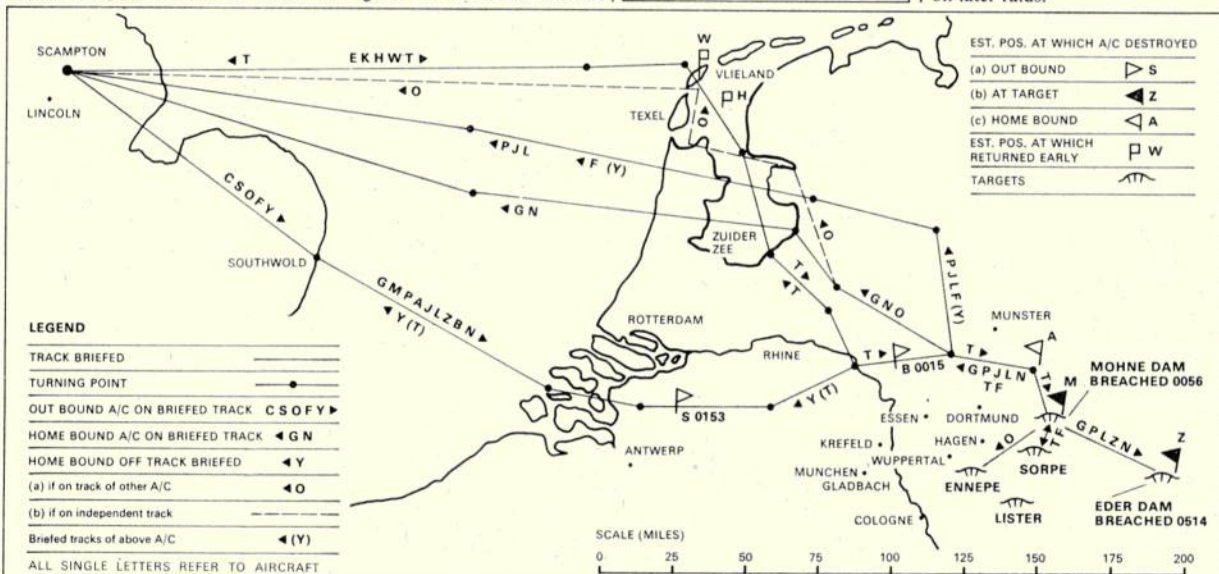 on later raids.
W
SCAMPTON
◄ T
EKHWT ►
VLIELAND
◄ O
H
LINCOLN
TEXEL
O
◄ PJL
◄ F (Y)
CSOFY ►
◄ GN
ZUIDER
ZEE
O
SOUTHWOLD
T
T
◄ GNO
PJLF(Y)
GMPAJLZBN ►
◄ Y (T)
MUNSTER
ROTTERDAM
RHINE
T ►
B 0015
T ►
◄ GPJLN
TF
A
T
M
MOHNE DAM
BREACHED 0056
S 0153
◄ Y (T)
ESSEN
DORTMUND
O
TF
GPLZN ►
Z
ANTWERP
KREFELD
HAGEN
WUPPERTAL
SORPE
MUNCHEN
GLADBACH
ENNEPE
LISTER
EDER DAM
BREACHED 0514
COLOGNE
EST. POS. AT WHICH A/C DESTROYED
(a) OUT BOUND S
(b) AT TARGET Z
(c) HOME BOUND A
EST. POS. AT WHICH
RETURNED EARLY W
TARGETS
LEGEND
TRACK BRIEFED
TURNING POINT
OUT BOUND A/C ON BRIEFED TRACK CSOFY ►
HOME BOUND A/C ON BRIEFED TRACK ◄ GN
HOME BOUND OFF TRACK BRIEFED ◄ Y
(a) if on track of other A/C ◄ O
(b) if on independent track
Briefed tracks of above A/C ◄ (Y)
ALL SINGLE LETTERS REFER TO AIRCRAFT
SCALE (MILES)
0 25 50 75 100 125 150 175 200